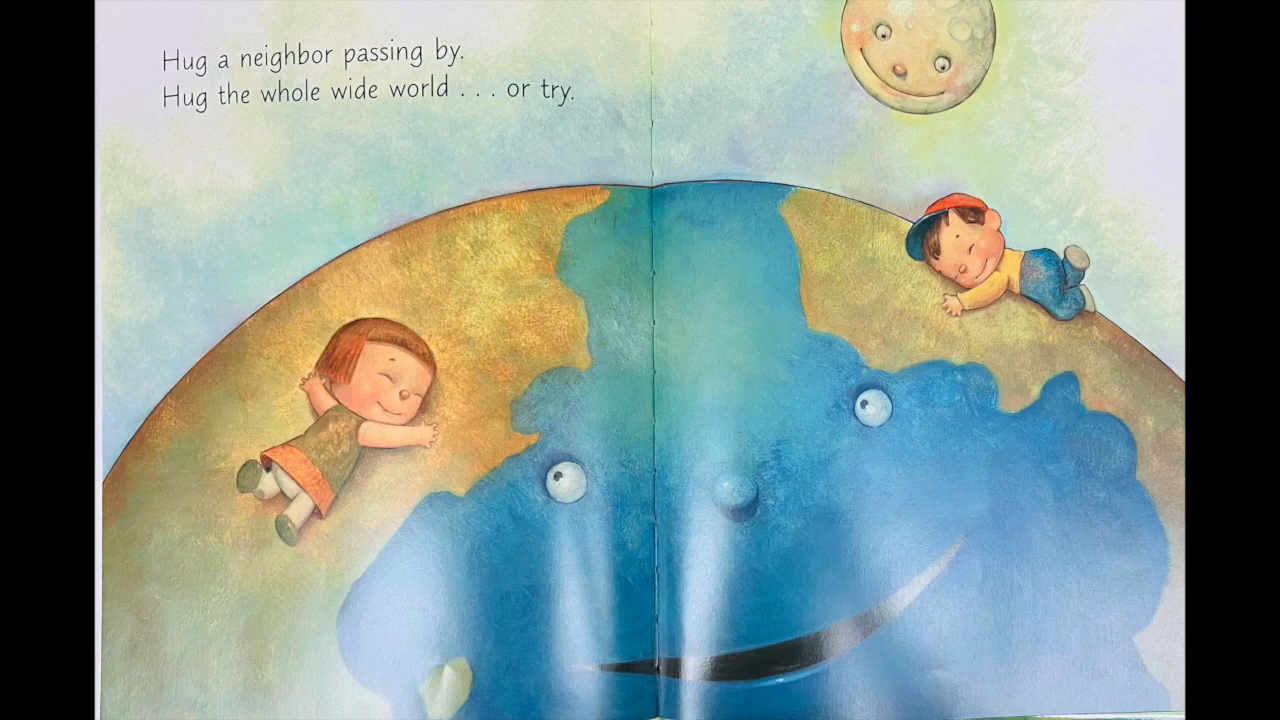 Hug a neighbor passing by.
Hug the whole wide world . . . or try.